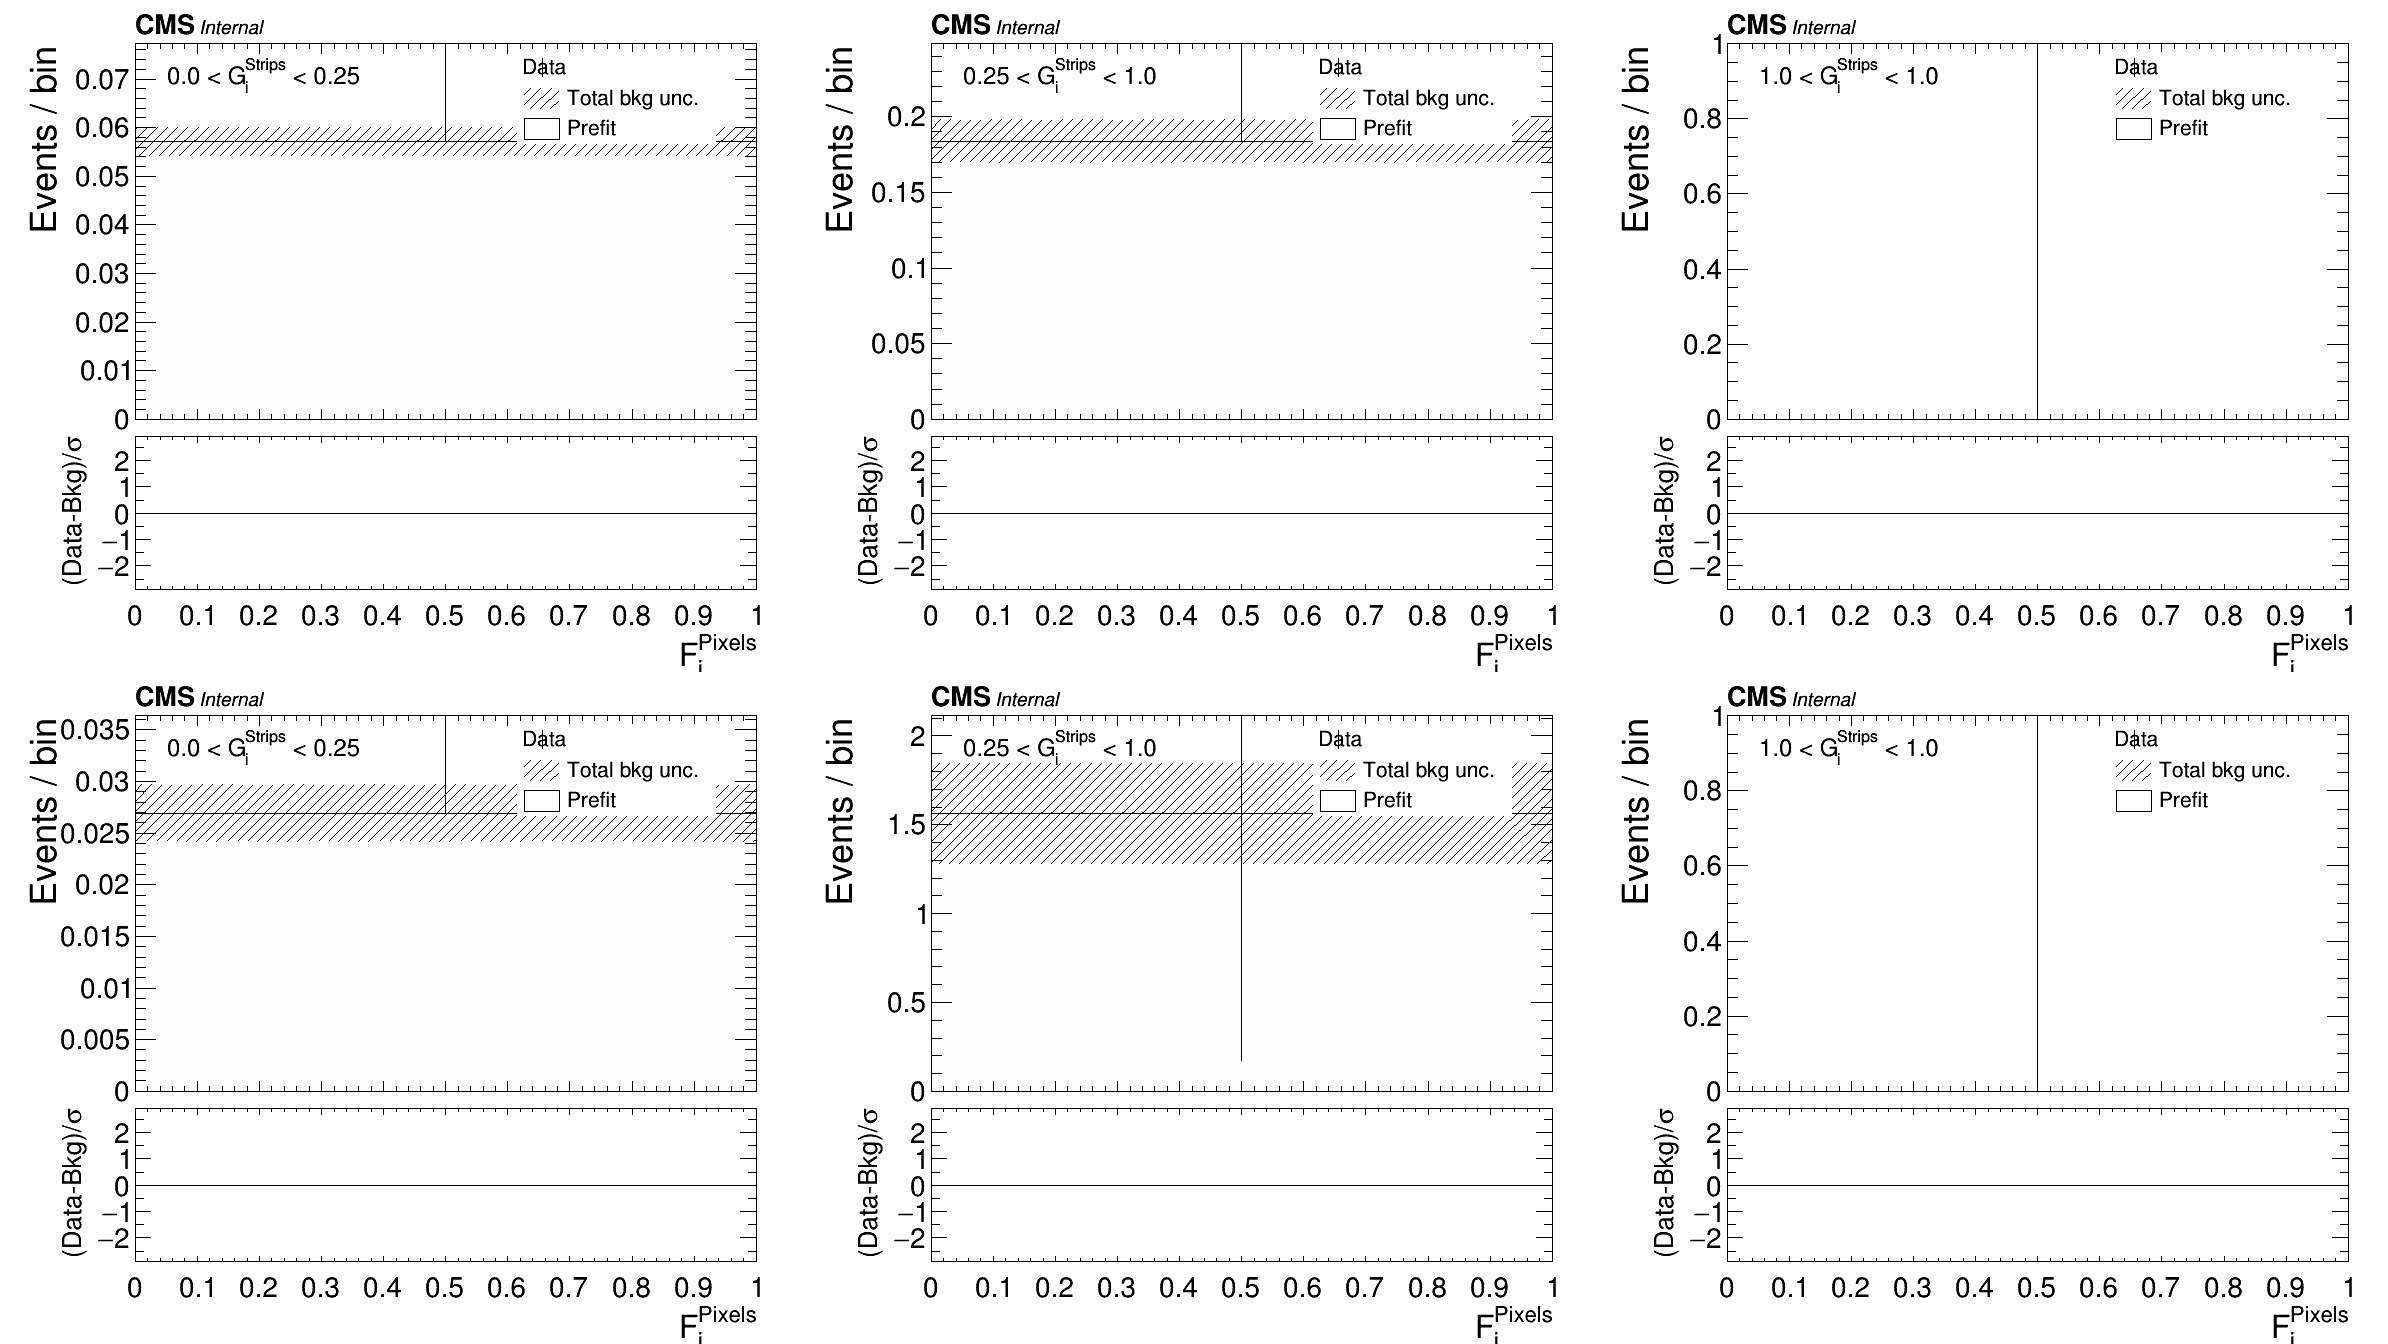 CMS Internal
Events / bin
0.0 < G_i^Strips < 0.25
Data
Total bkg unc.
Prefit
0.07
0.06
0.05
0.04
0.03
0.02
0.01
0
(Data-Bkg)/σ
2
1
0
−1
−2
0 0.1 0.2 0.3 0.4 0.5 0.6 0.7 0.8 0.9 1
F_i^Pixels
CMS Internal
Events / bin
0.25 < G_i^Strips < 1.0
Data
Total bkg unc.
Prefit
0.2
0.15
0.1
0.05
0
(Data-Bkg)/σ
2
1
0
−1
−2
0 0.1 0.2 0.3 0.4 0.5 0.6 0.7 0.8 0.9 1
F_i^Pixels
CMS Internal
Events / bin
1.0 < G_i^Strips < 1.0
Data
Total bkg unc.
Prefit
1
0.8
0.6
0.4
0.2
0
(Data-Bkg)/σ
2
1
0
−1
−2
0 0.1 0.2 0.3 0.4 0.5 0.6 0.7 0.8 0.9 1
F_i^Pixels
CMS Internal
Events / bin
0.0 < G_i^Strips < 0.25
Data
Total bkg unc.
Prefit
0.035
0.03
0.025
0.02
0.015
0.01
0.005
0
(Data-Bkg)/σ
2
1
0
−1
−2
0 0.1 0.2 0.3 0.4 0.5 0.6 0.7 0.8 0.9 1
F_i^Pixels
CMS Internal
Events / bin
0.25 < G_i^Strips < 1.0
Data
Total bkg unc.
Prefit
2
1.5
1
0.5
0
(Data-Bkg)/σ
2
1
0
−1
−2
0 0.1 0.2 0.3 0.4 0.5 0.6 0.7 0.8 0.9 1
F_i^Pixels
CMS Internal
Events / bin
1.0 < G_i^Strips < 1.0
Data
Total bkg unc.
Prefit
1
0.8
0.6
0.4
0.2
0
(Data-Bkg)/σ
2
1
0
−1
−2
0 0.1 0.2 0.3 0.4 0.5 0.6 0.7 0.8 0.9 1
F_i^Pixels